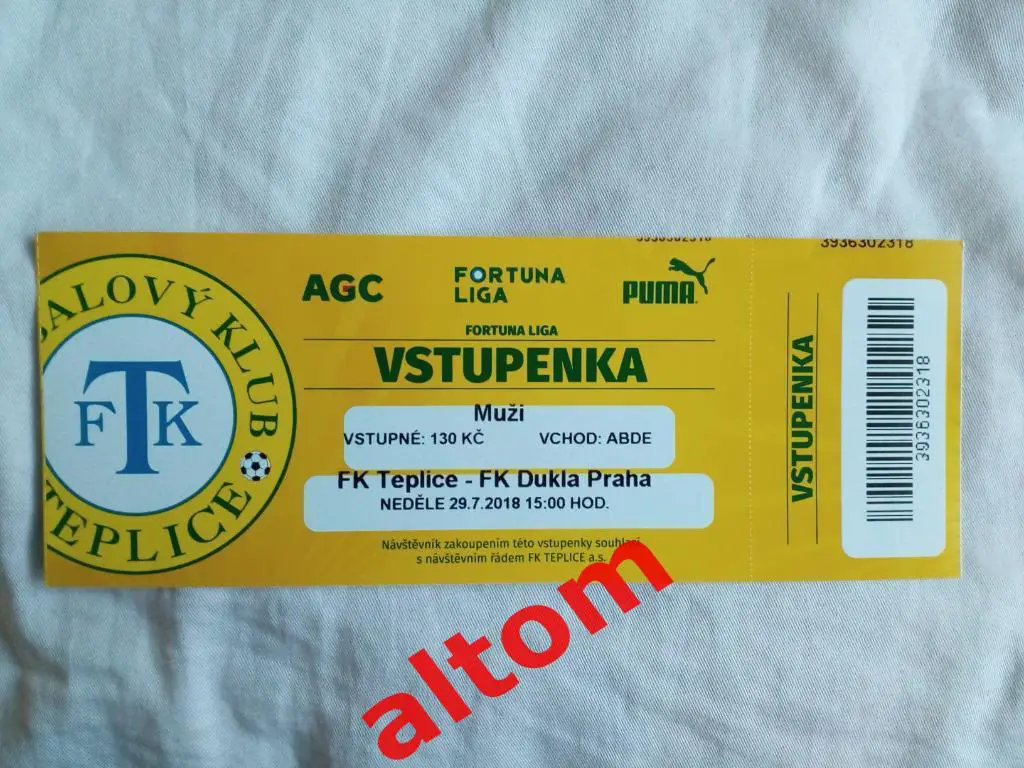 3936302318
3936302318
AGC
FORTUNA
LIGA
PUMA
FORTUNA LIGA
VSTUPENKA
Muži
VSTUPNÉ: 130 KČ VCHOD: ABDE
FK Teplice - FK Dukla Praha
NEDĚLE 29.7.2018 15:00 HOD.
Návštěvník zakoupením této vstupenky souhlasí
s návštěvním řádem FK TEPLICE a.s.
BALOVÝ KLUB
TEPLICE
FTK
VSTUPENKA
3936302318
altom